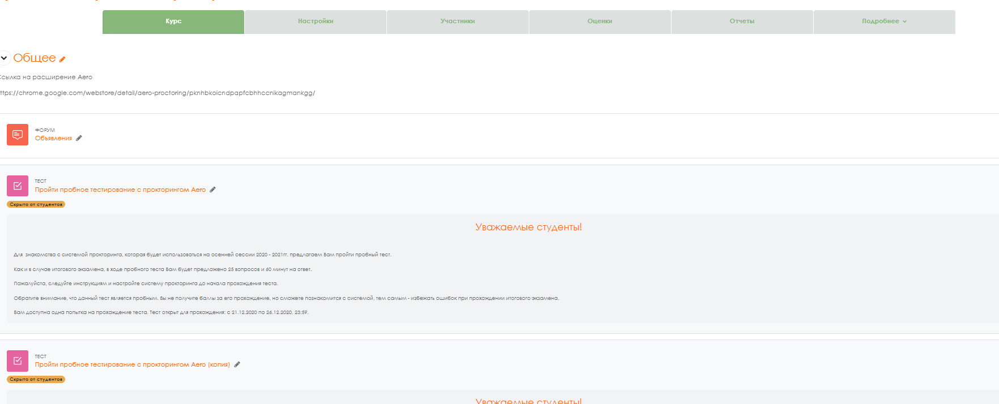 Курс
Настройки
Участники
Оценки
Отчеты
Подробнее
Общее
Ссылка на расширение Aero
ttps://chrome.google.com/webstore/detail/aero-proctoring/pknhbkoicndpapfcbhhccnikagmankgg/
ФОРУМ
Объявления
ТЕСТ
Пройти пробное тестирование с прокторингом Aero
Скрыто от студентов
Уважаемые студенты!
Для знакомства с системой прокторинга, которая будет использоваться на осенней сессии 2020 - 2021гг. предлагаем Вам пройти пробный тест.
Как и в случае итогового экзамена, в ходе пробного теста Вам будет предложено 25 вопросов и 60 минут на ответ.
Пожалуйста, следуйте инструкциям и настройте систему прокторинга до начала прохождения теста.
Обратите внимание, что данный тест является пробным. Вы не получите баллы за его прохождение, но сможете познакомится с системой, тем самым - избежать ошибок при прохождении итогового экзамена.
Вам доступна одна попытка на прохождение теста. Тест открыт для прохождения: с 21.12.2020 по 26.12.2020, 23:59.
ТЕСТ
Пройти пробное тестирование с прокторингом Aero (копия)
Скрыто от студентов
Уважаемые студенты!